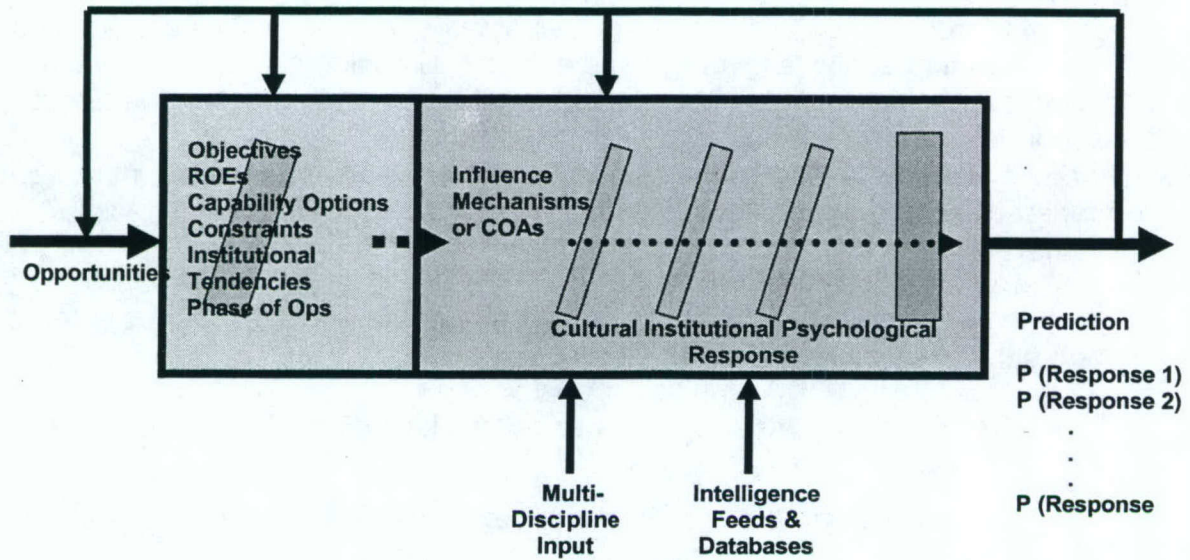 Opportunities
Objectives
ROEs
Capability Options
Constraints
Institutional
Tendencies
Phase of Ops
Influence
Mechanisms
or COAs
Cultural Institutional Psychological
Response
Multi-
Discipline
Input
Intelligence
Feeds &
Databases
Prediction
P (Response 1)
P (Response 2)
.
.
.
P (Response